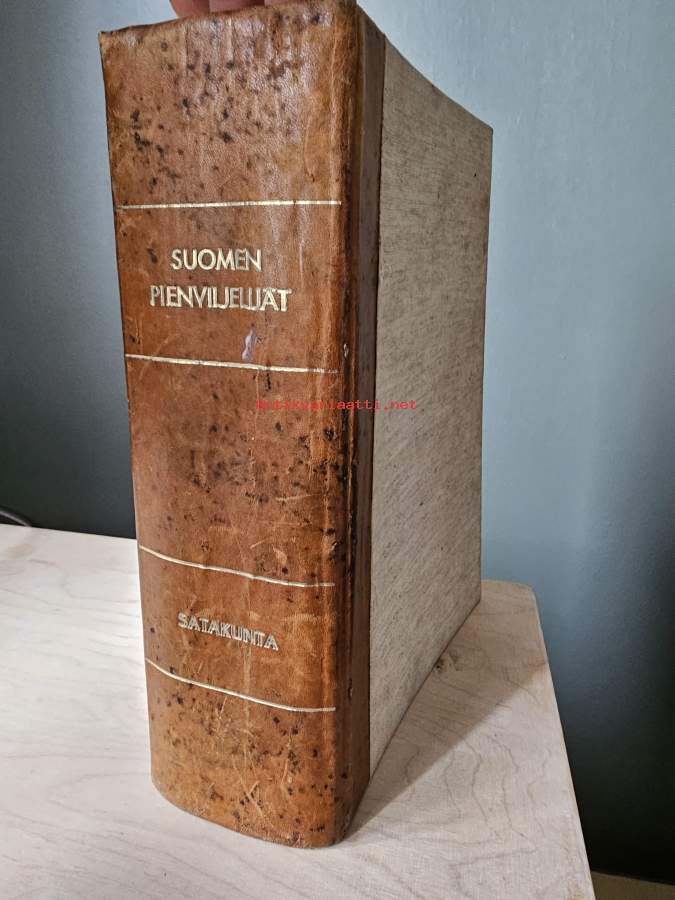 SUOMEN
PIENVILJELIJÄT
Antikvariaatti.net
SATAKUNTA